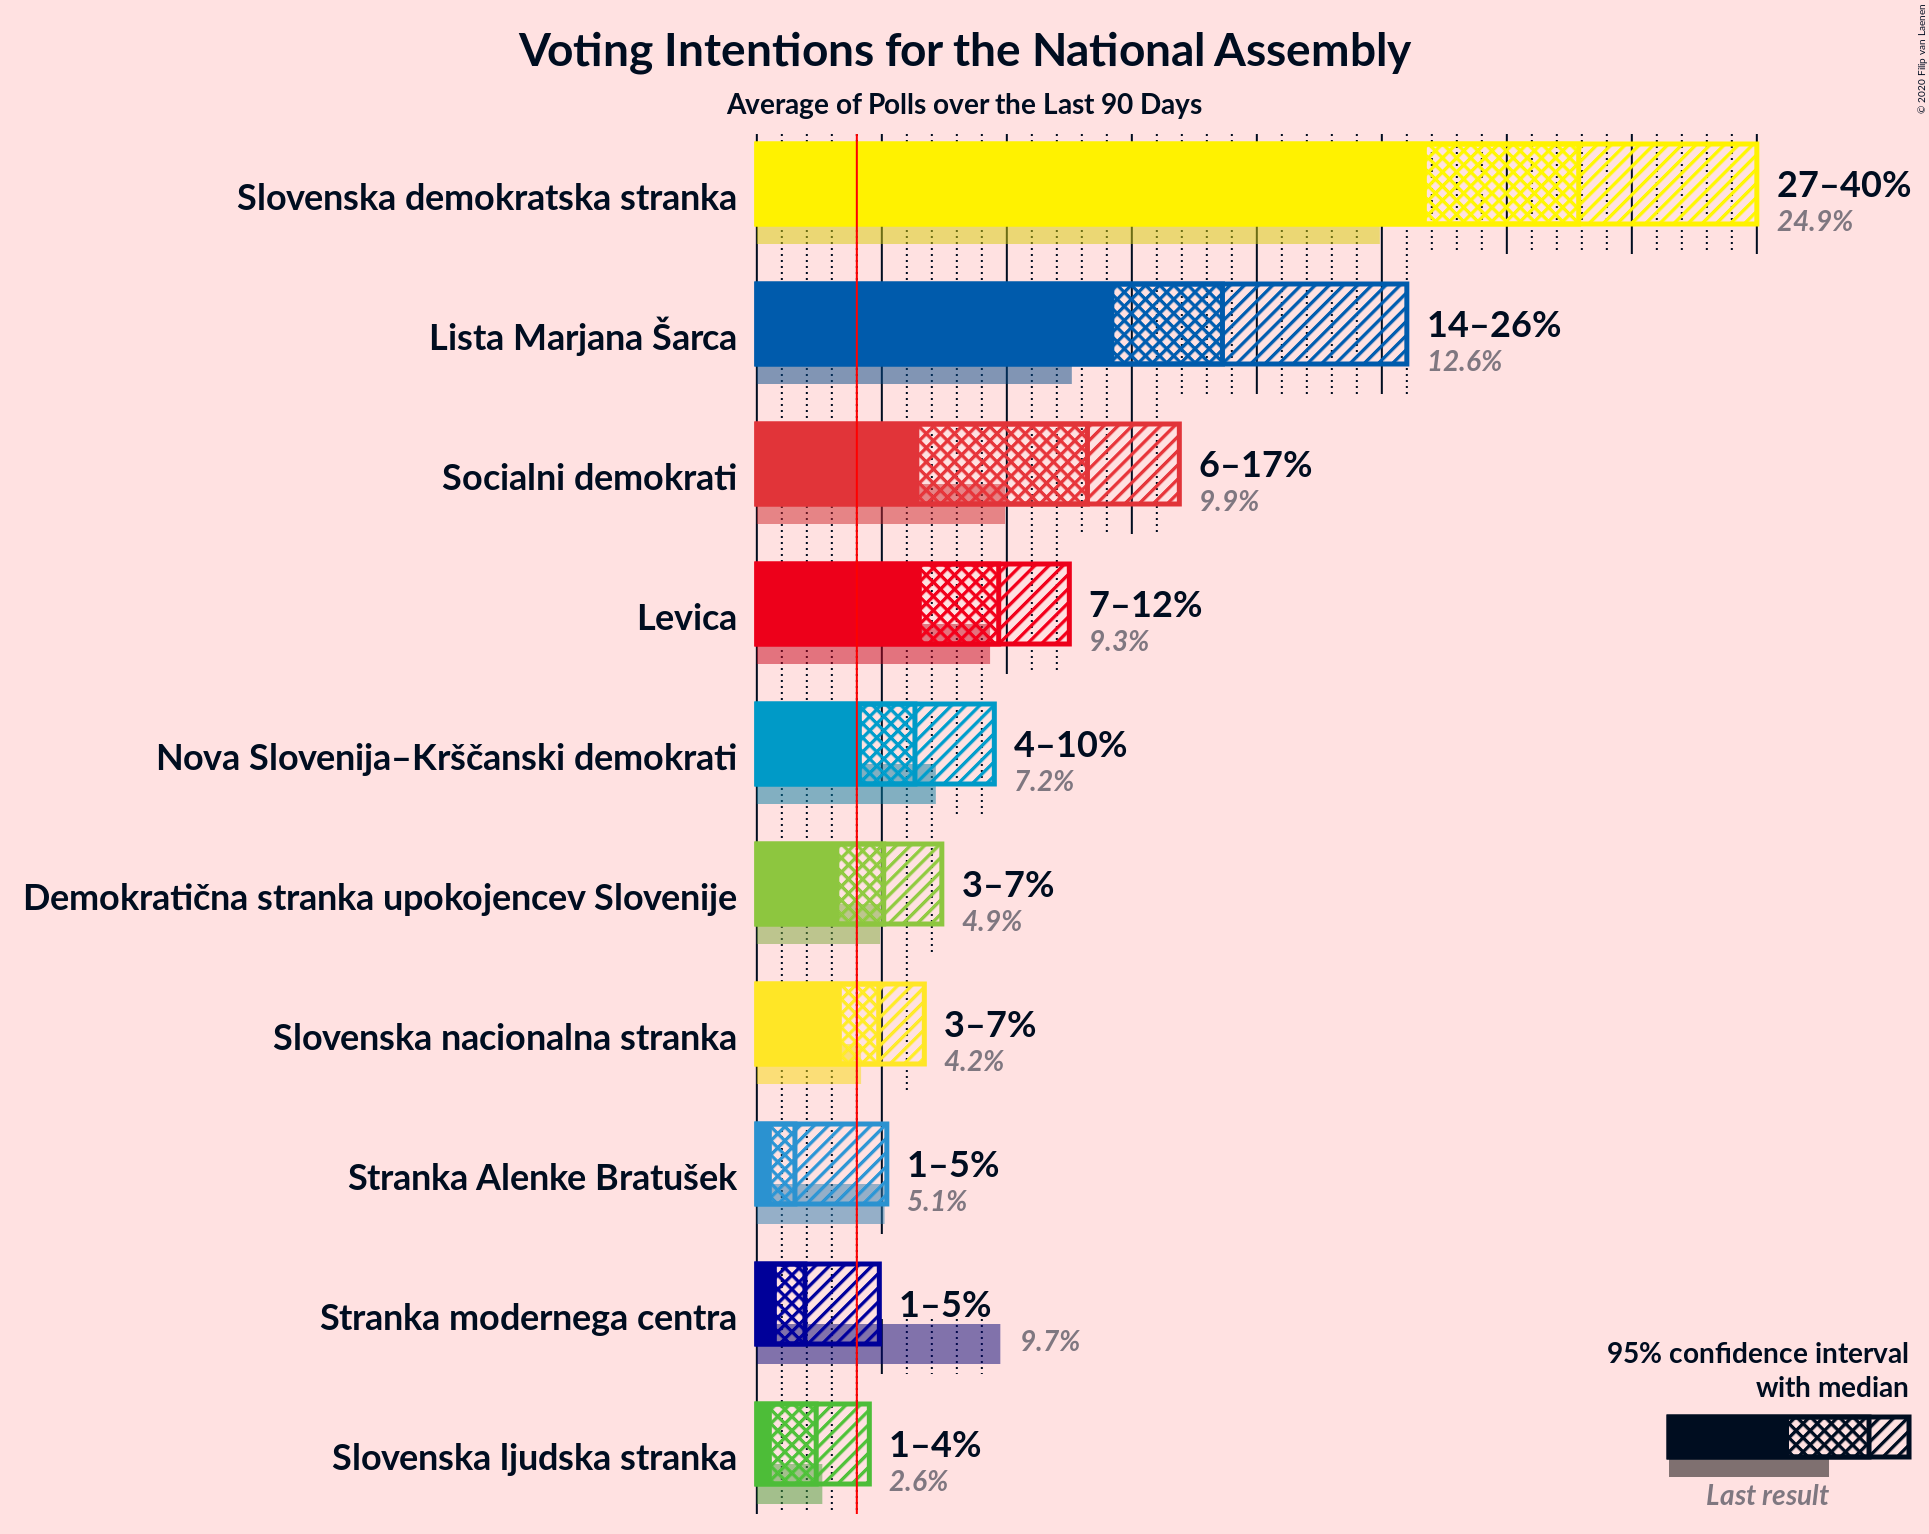 Voting Intentions for the National Assembly
Average of Polls over the Last 90 Days
© 2020 Filip van Laenen
Slovenska demokratska stranka
27–40%
24.9%
Lista Marjana Šarca
14–26%
12.6%
Socialni demokrati
6–17%
9.9%
Levica
7–12%
9.3%
Nova Slovenija–Krščanski demokrati
4–10%
7.2%
Demokratična stranka upokojencev Slovenije
3–7%
4.9%
Slovenska nacionalna stranka
3–7%
4.2%
Stranka Alenke Bratušek
1–5%
5.1%
Stranka modernega centra
1–5%
9.7%
Slovenska ljudska stranka
1–4%
2.6%
95% confidence interval
with median
Last result